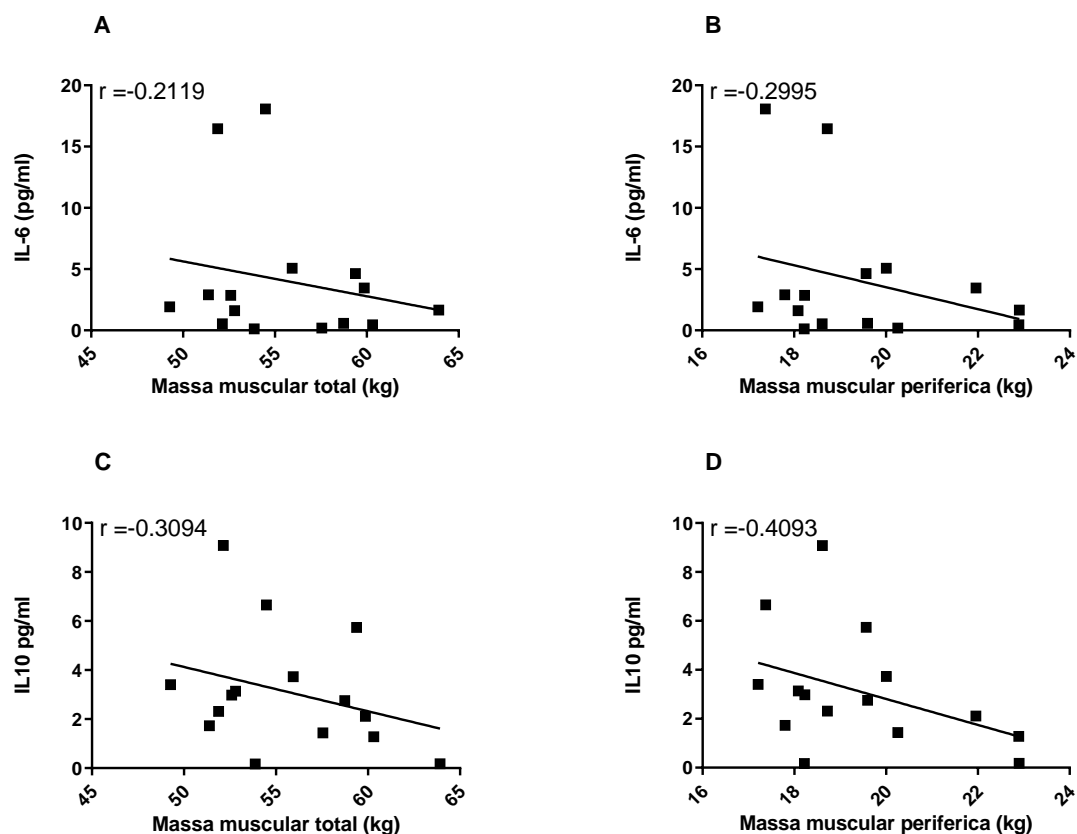 A
r =-0.2119
20
15
10
5
0
IL-6 (pg/ml)
45
50
55
60
65
Massa muscular total (kg)
B
r =-0.2995
20
15
10
5
0
IL-6 (pg/ml)
16
18
20
22
24
Massa muscular periferica (kg)
C
r =-0.3094
10
8
6
4
2
0
IL10 pg/ml
45
50
55
60
65
Massa muscular total (kg)
D
r =-0.4093
10
8
6
4
2
0
IL10 pg/ml
16
18
20
22
24
Massa muscular periferica (kg)